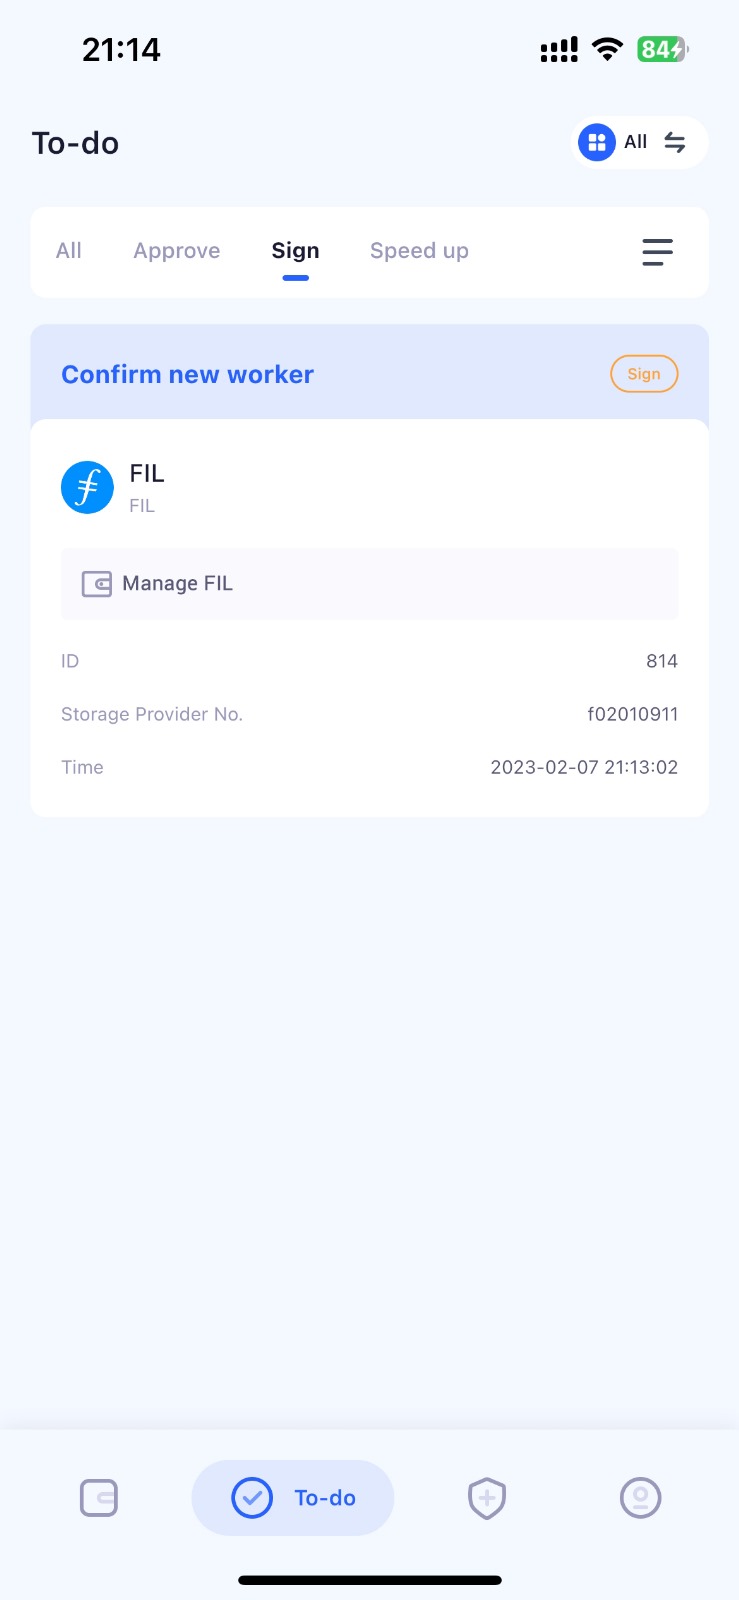 21:14
84
To-do
All
All Approve Sign Speed up
Confirm new worker
Sign
FIL
FIL
Manage FIL
ID 814
Storage Provider No. f02010911
Time 2023-02-07 21:13:02
To-do